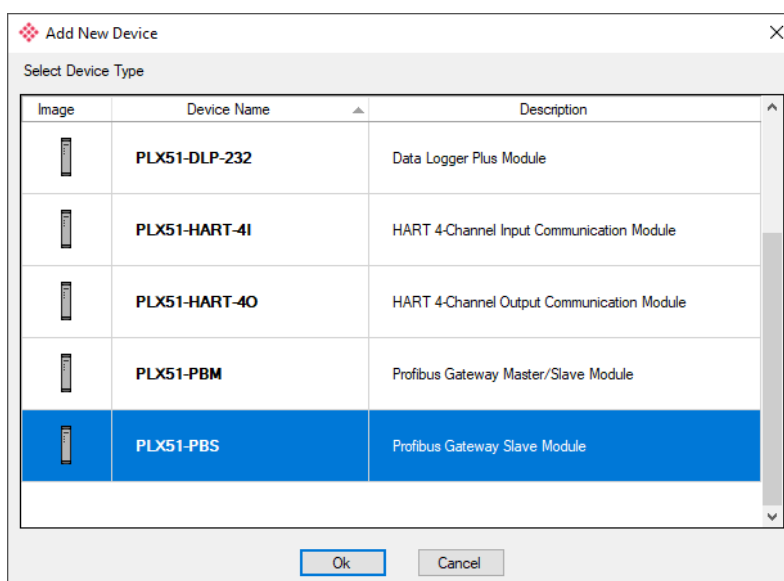 Add New Device
Select Device Type
Image Device Name Description
PLX51-DLP-232 Data Logger Plus Module
PLX51-HART-4I HART 4-Channel Input Communication Module
PLX51-HART-4O HART 4-Channel Output Communication Module
PLX51-PBM Profibus Gateway Master/Slave Module
PLX51-PBS Profibus Gateway Slave Module
Ok Cancel